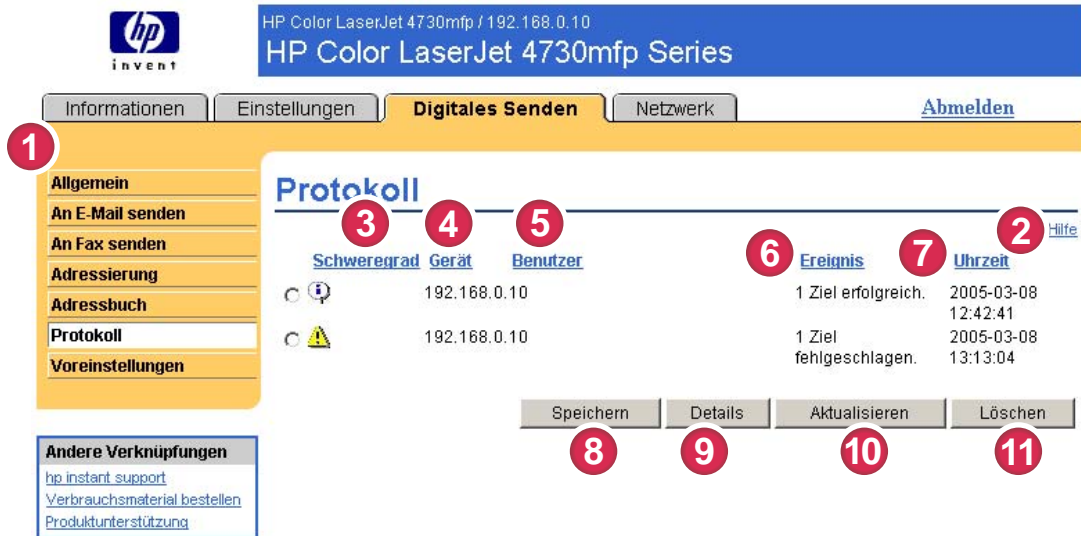 hp
invent
HP Color LaserJet 4730mfp / 192.168.0.10
HP Color LaserJet 4730mfp Series
Informationen
Einstellungen
Digitales Senden
Netzwerk
Abmelden
1
Allgemein
An E-Mail senden
An Fax senden
Adressierung
Adressbuch
Protokoll
Voreinstellungen
Andere Verknüpfungen
hp instant support
Verbrauchsmaterial bestellen
Produktunterstützung
Protokoll
3 4 5 2 Hilfe
6 7
Schweregrad Gerät Benutzer Ereignis Uhrzeit
192.168.0.10 1 Ziel erfolgreich. 2005-03-08
12:42:41
192.168.0.10 1 Ziel 2005-03-08
fehlgeschlagen. 13:13:04
Speichern Details Aktualisieren Löschen
8 9 10 11